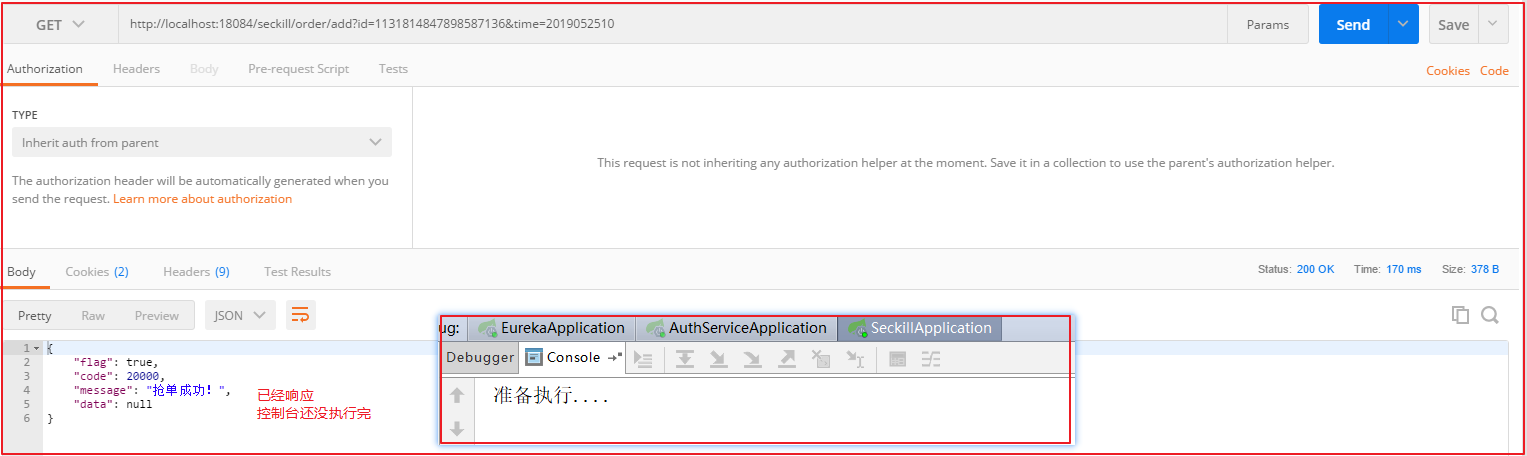 GET
http://localhost:18084/seckill/order/add?id=1131814847898587136&time=2019052510
Params
Send
Save
Authorization
Headers
Body
Pre-request Script
Tests
Cookies
Code
TYPE
Inherit auth from parent
The authorization header will be automatically generated when you
send the request. Learn more about authorization
This request is not inheriting any authorization helper at the moment. Save it in a collection to use the parent's authorization helper.
Body
Cookies (2)
Headers (9)
Test Results
Status: 200 OK
Time: 170 ms
Size: 378 B
Pretty
Raw
Preview
JSON
1 {
2 "flag": true,
3 "code": 20000,
4 "message": "抢单成功！",
5 "data": null
6 }
已经响应
控制台还没执行完
ug:
EurekaApplication
AuthServiceApplication
SeckillApplication
Debugger
Console
准备执行....